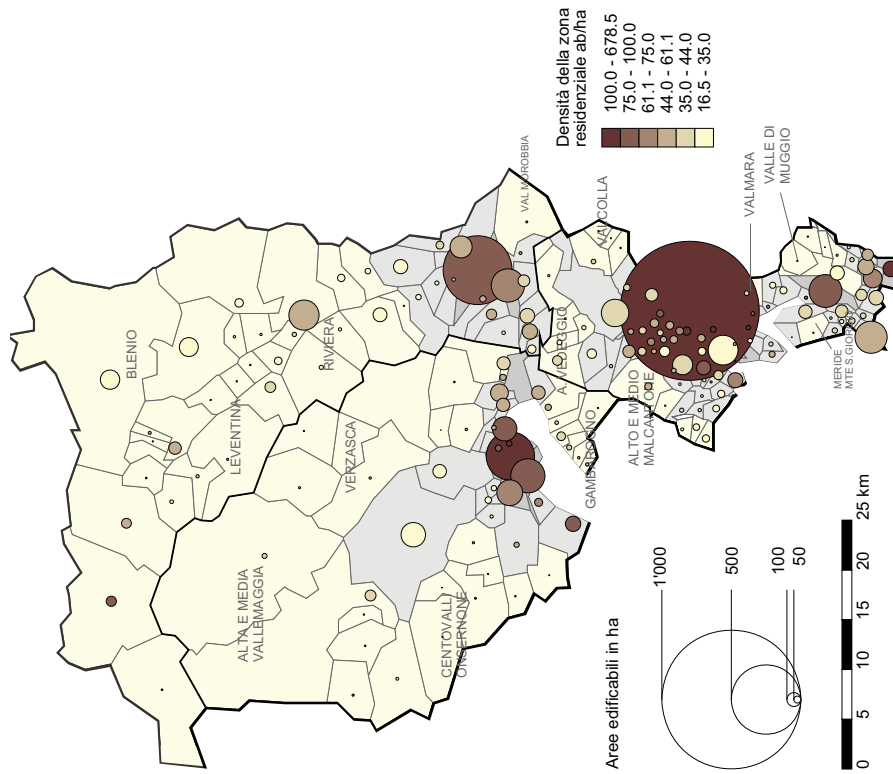 BLENIO
LEVENTINA
RIVIERA
VERZASCA
ALTA E MEDIA
VALLEMAGGIA
CENTOVALLI/
ONSERNONE
VAL MOROBBIA
A. VEDEGGIO
VALCOLLA
GAMBAROGNO
ALTO E MEDIO
MALCANTONE
VALMARA
VALLE DI
MUGGIO
MERIDE
MTE S.GIORGIO
Densità della zona
residenziale ab/ha
100.0 - 678.5
75.0 - 100.0
61.1 - 75.0
44.0 - 61.1
35.0 - 44.0
16.5 - 35.0
Aree edificabili in ha
1'000
500
100
50
0 5 10 15 20 25 km